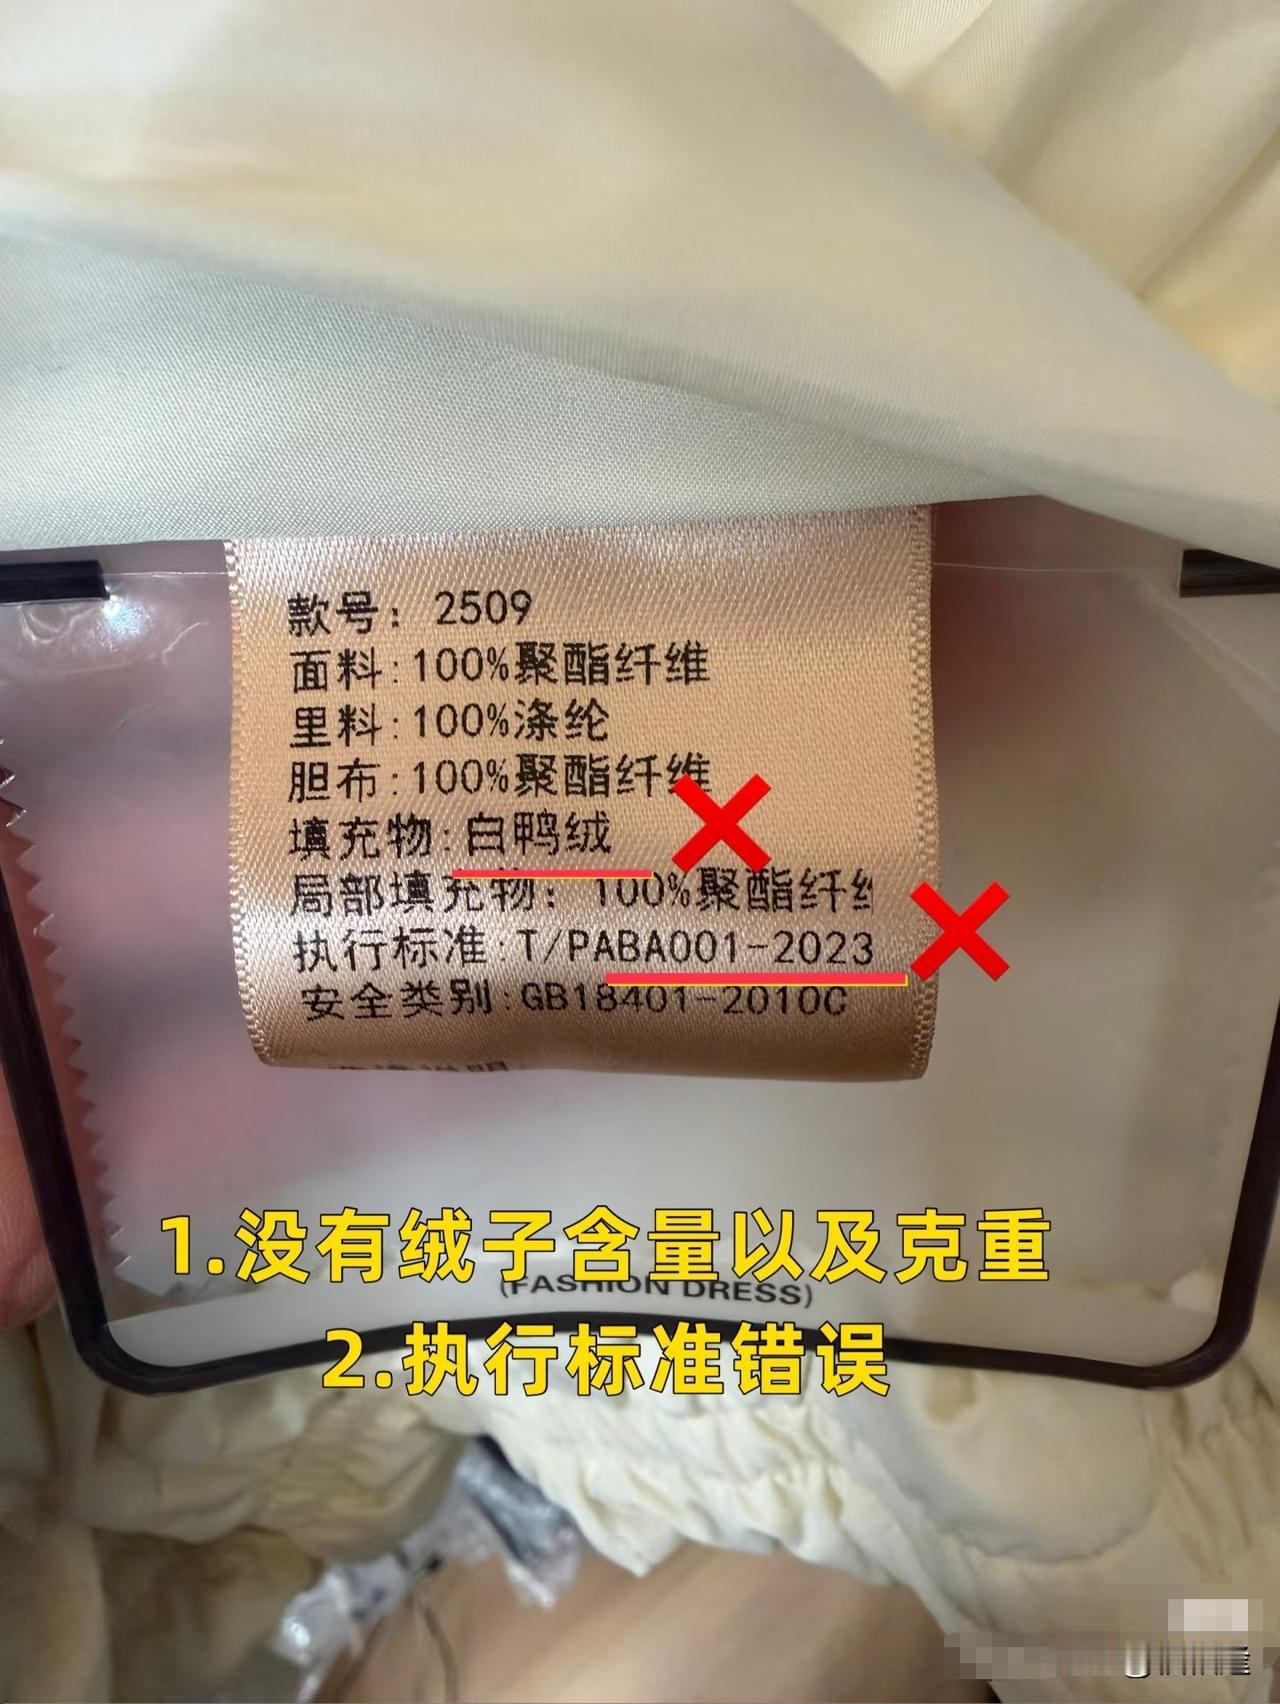 款号: 2509
面料:100%聚酯纤维
里料:100%涤纶
胆布:100%聚酯纤维
填充物:白鸭绒
局部填充物: 100%聚酯纤
执行标准:T/PABA001-2023
安全类别:GB18401-2010C
1.没有绒子含量以及克重
(FASHION DRESS)
2.执行标准错误